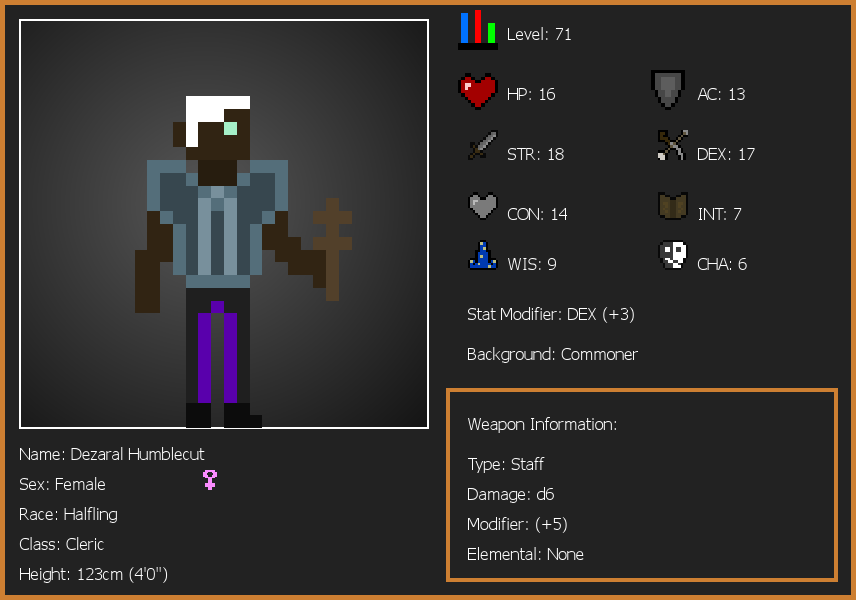 Level: 71
HP: 16
AC: 13
STR: 18
DEX: 17
CON: 14
INT: 7
WIS: 9
CHA: 6
Stat Modifier: DEX (+3)
Background: Commoner
Weapon Information:
Type: Staff
Damage: d6
Modifier: (+5)
Elemental: None
Name: Dezaral Humblecut
Sex: Female
Race: Halfling
Class: Cleric
Height: 123cm (4'0")